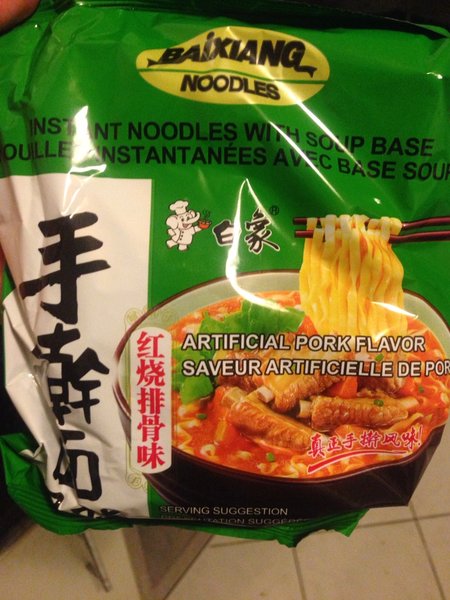 BAIXIANG
NOODLES
INSTANT NOODLES WITH SOUP BASE
OUILLES INSTANTANÉES AVEC BASE SOUP
白象®
手擀面
红烧排骨味
ARTIFICIAL PORK FLAVOR
SAVEUR ARTIFICIELLE DE POR
真正手擀风味!
SERVING SUGGESTION